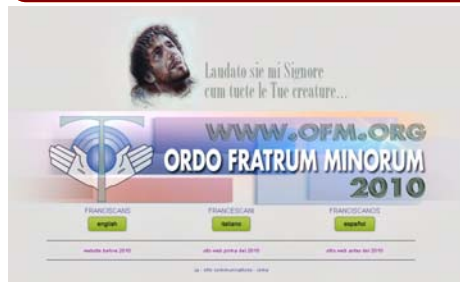 Laudato sie mi Signore
cum tucte le Tue creature...
WWW.OFM.ORG
ORDO FRATRUM MINORUM
2010
FRANCISCANS FRANCESCANI FRANCISCANOS
english italiano español
website before 2010 sito web prima del 2010 sitio web antes del 2010